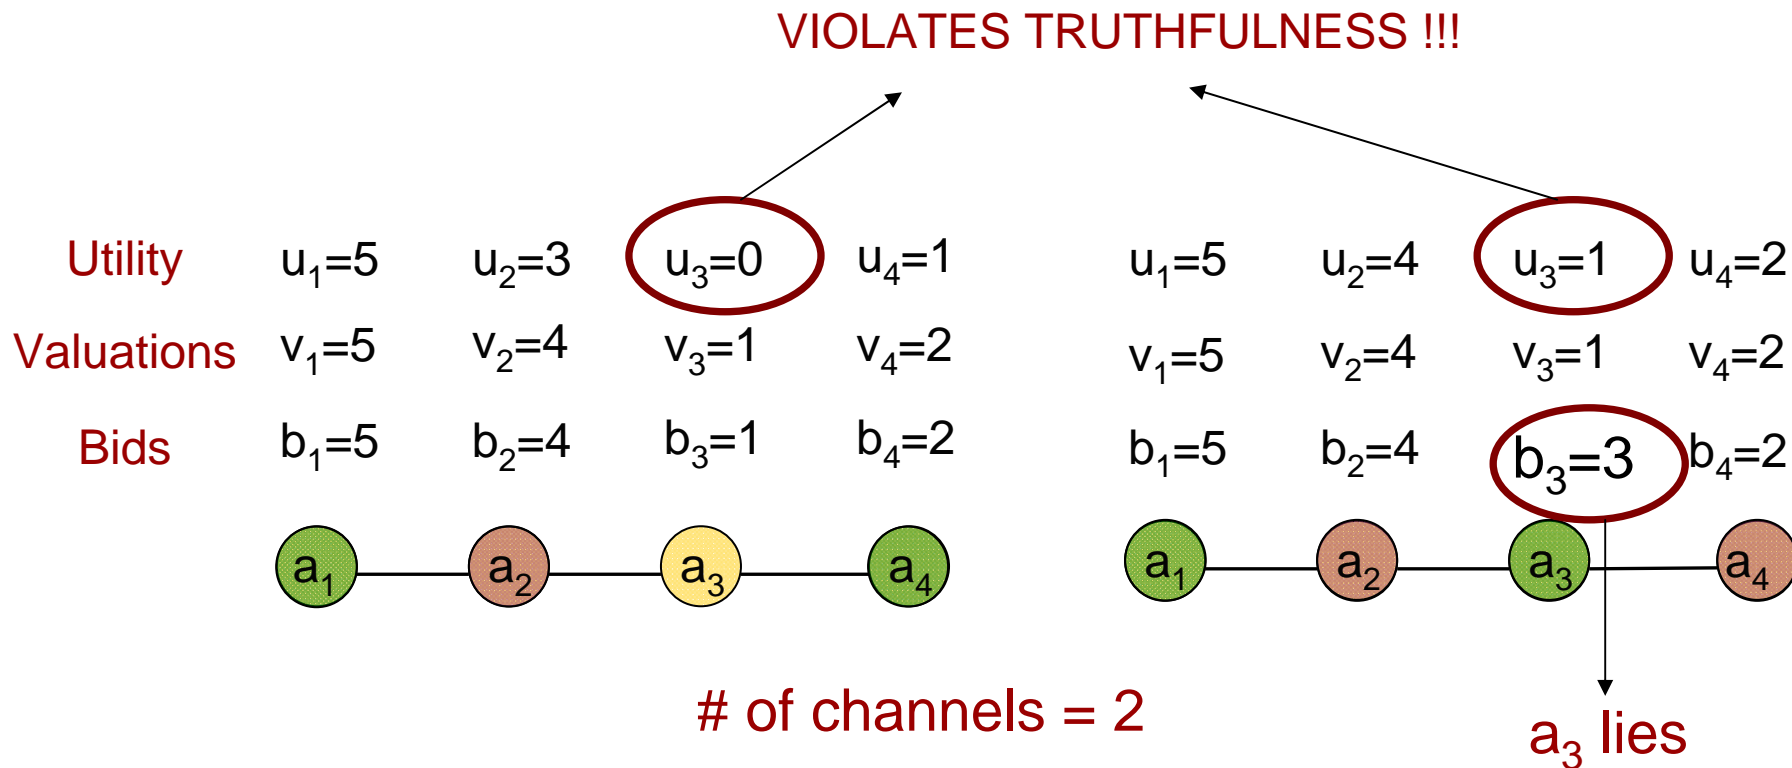 VIOLATES TRUTHFULNESS !!!
Utility u₁=5 u₂=3 u₃=0 u₄=1 u₁=5 u₂=4 u₃=1 u₄=2
Valuations v₁=5 v₂=4 v₃=1 v₄=2 v₁=5 v₂=4 v₃=1 v₄=2
Bids b₁=5 b₂=4 b₃=1 b₄=2 b₁=5 b₂=4 b₃=3 b₄=2
a₁ a₂ a₃ a₄ a₁ a₂ a₃ a₄
# of channels = 2
a₃ lies